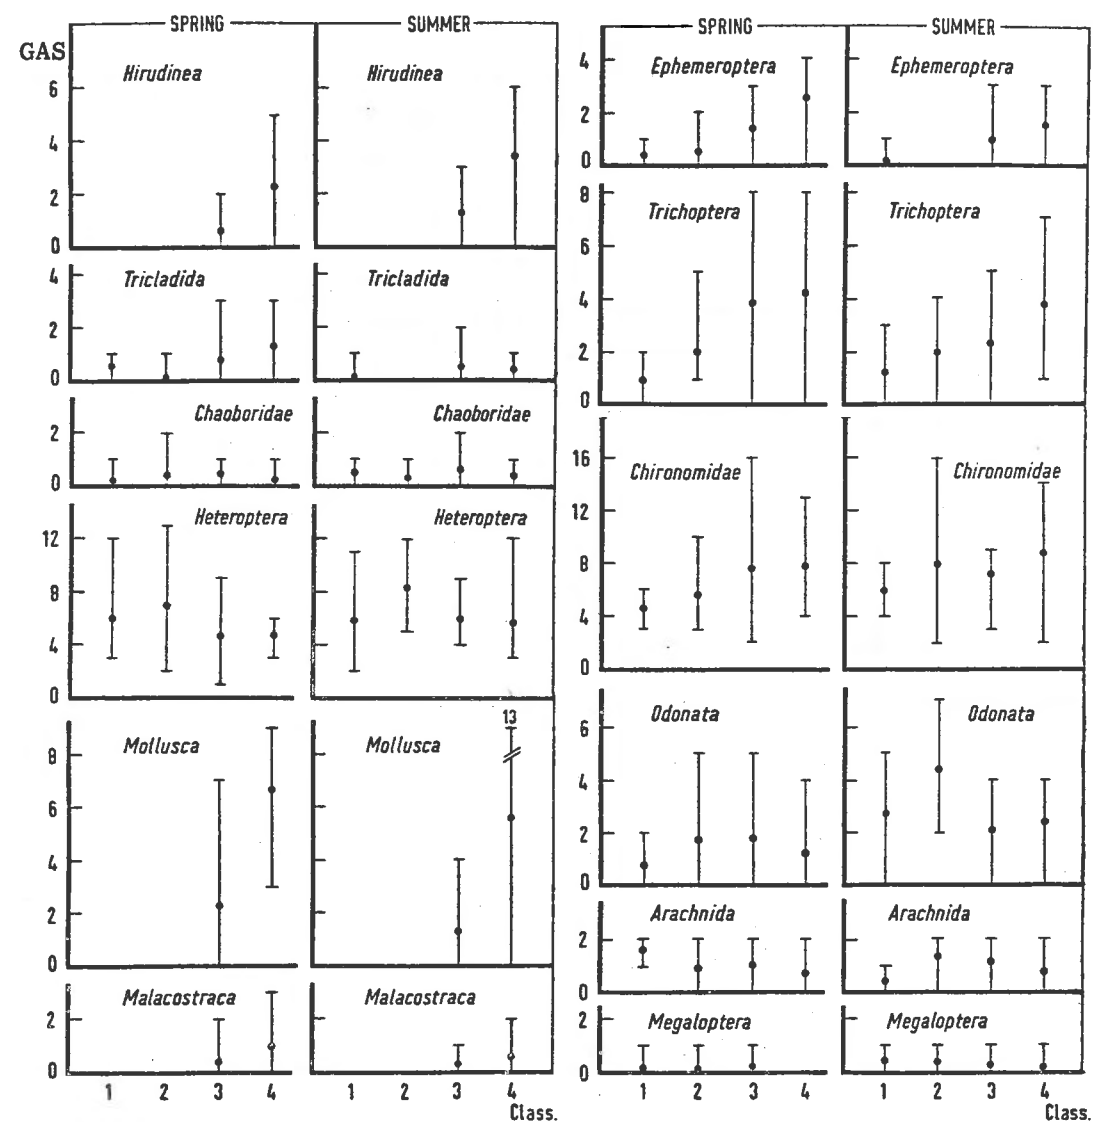 SPRING SUMMER
GAS
Hirudinea Hirudinea
6
4
2
0
Tricladida Tricladida
4
2
0
Chaoboridae Chaoboridae
2
0
Heteroptera Heteroptera
12
8
4
0
13
Mollusca Mollusca
8
6
4
2
0
Malacostraca Malacostraca
2
0
1 2 3 4 1 2 3 4
Class.
SPRING SUMMER
Ephemeroptera Ephemeroptera
4
2
0
Trichoptera Trichoptera
8
6
4
2
0
Chironomidae Chironomidae
16
12
8
4
0
Odonata Odonata
6
4
2
0
Arachnida Arachnida
2
0
Megaloptera Megaloptera
2
0
1 2 3 4 1 2 3 4
Class.